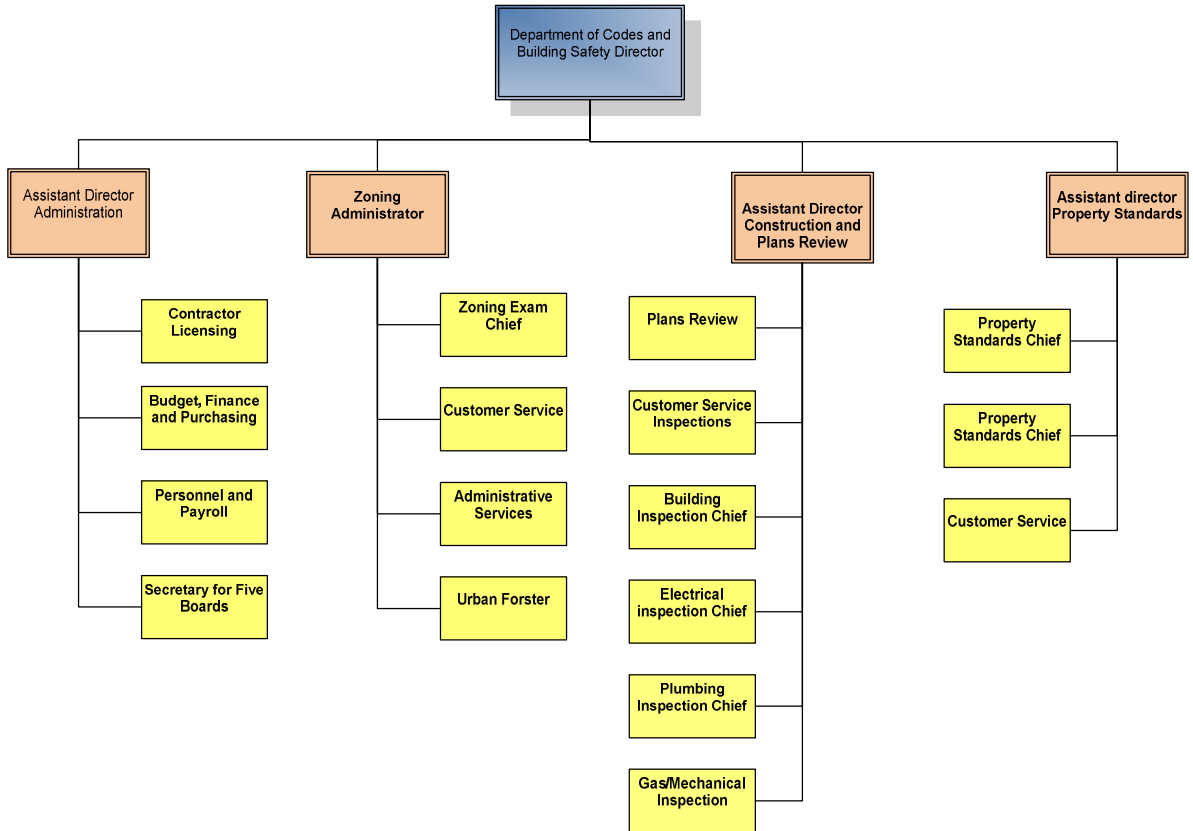 Department of Codes and
Building Safety Director
Assistant Director
Administration
Zoning
Administrator
Assistant Director
Construction and
Plans Review
Assistant director
Property Standards
Contractor
Licensing
Budget, Finance
and Purchasing
Personnel and
Payroll
Secretary for Five
Boards
Zoning Exam
Chief
Customer Service
Administrative
Services
Urban Forster
Plans Review
Customer Service
Inspections
Building
Inspection Chief
Electrical
inspection Chief
Plumbing
Inspection Chief
Gas/Mechanical
Inspection
Property
Standards Chief
Property
Standards Chief
Customer Service